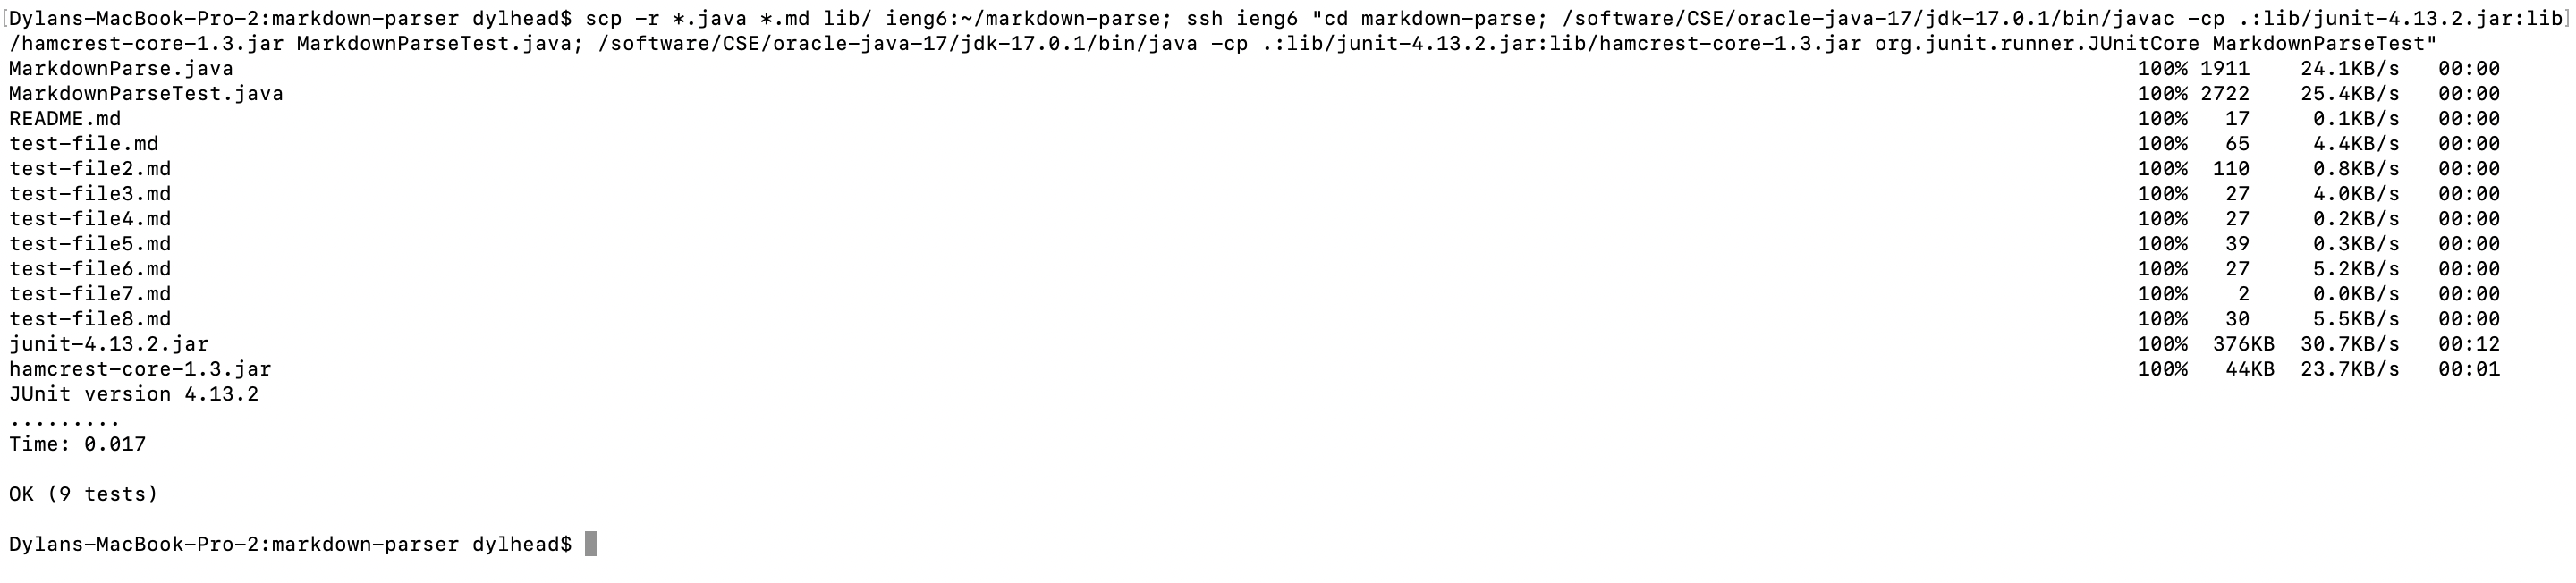 [Dylans-MacBook-Pro-2:markdown-parser dylhead$ scp -r *.java *.md lib/ ieng6:~/markdown-parse; ssh ieng6 "cd markdown-parse; /software/CSE/oracle-java-17/jdk-17.0.1/bin/javac -cp .:lib/junit-4.13.2.jar:lib]
/hamcrest-core-1.3.jar MarkdownParseTest.java; /software/CSE/oracle-java-17/jdk-17.0.1/bin/java -cp .:lib/junit-4.13.2.jar:lib/hamcrest-core-1.3.jar org.junit.runner.JUnitCore MarkdownParseTest"
MarkdownParse.java 100% 1911 24.1KB/s 00:00
MarkdownParseTest.java 100% 2722 25.4KB/s 00:00
README.md 100% 17 0.1KB/s 00:00
test-file.md 100% 65 4.4KB/s 00:00
test-file2.md 100% 110 0.8KB/s 00:00
test-file3.md 100% 27 4.0KB/s 00:00
test-file4.md 100% 27 0.2KB/s 00:00
test-file5.md 100% 39 0.3KB/s 00:00
test-file6.md 100% 27 5.2KB/s 00:00
test-file7.md 100% 2 0.0KB/s 00:00
test-file8.md 100% 30 5.5KB/s 00:00
junit-4.13.2.jar 100% 376KB 30.7KB/s 00:12
hamcrest-core-1.3.jar 100% 44KB 23.7KB/s 00:01
JUnit version 4.13.2
.........
Time: 0.017
OK (9 tests)
Dylans-MacBook-Pro-2:markdown-parser dylhead$